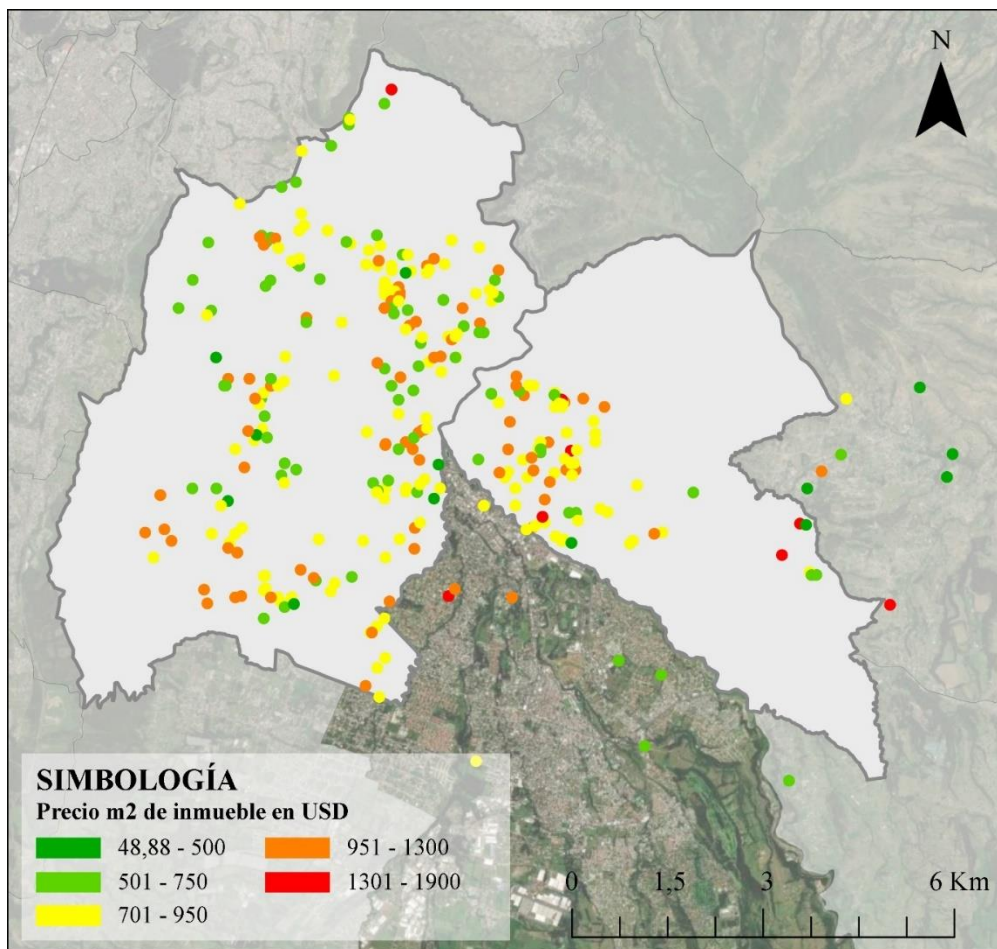 N
SIMBOLOGÍA
Precio m2 de inmueble en USD
48,88 - 500
951 - 1300
501 - 750
1301 - 1900
701 - 950
0 1,5 3 6 Km